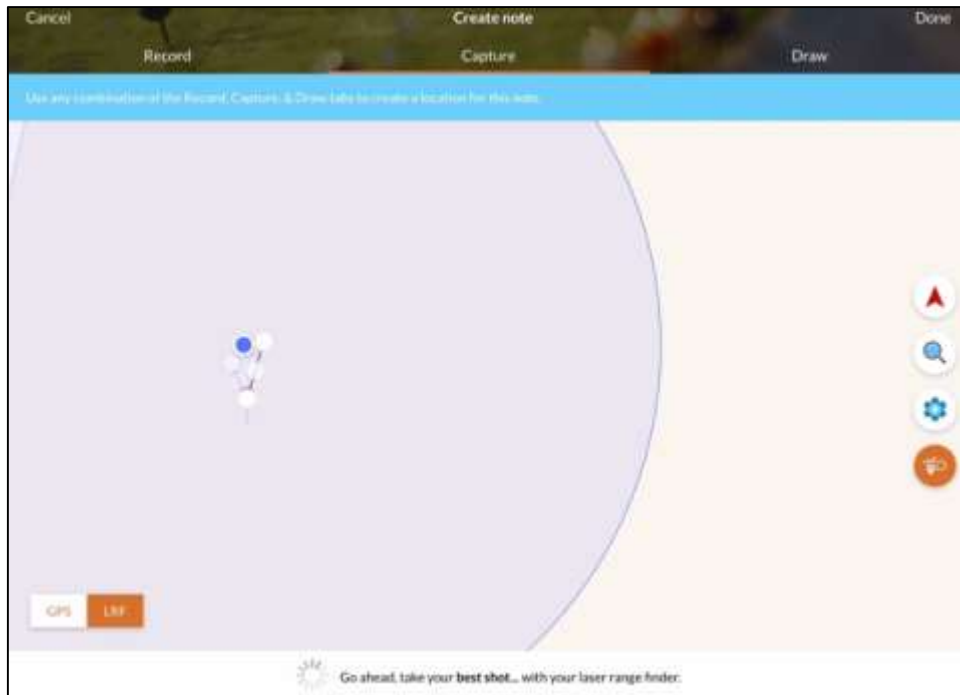 Cancel Create note Done
Record Capture Draw
Use any combination of the Record, Capture, & Draw tabs to create a location for this note.
GPS LRF
Go ahead, take your best shot... with your laser range finder.